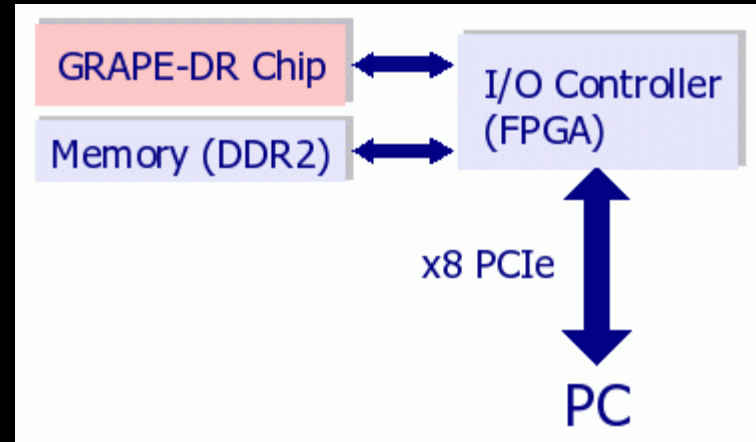 GRAPE-DR Chip
Memory (DDR2)
I/O Controller
(FPGA)
x8 PCIe
PC